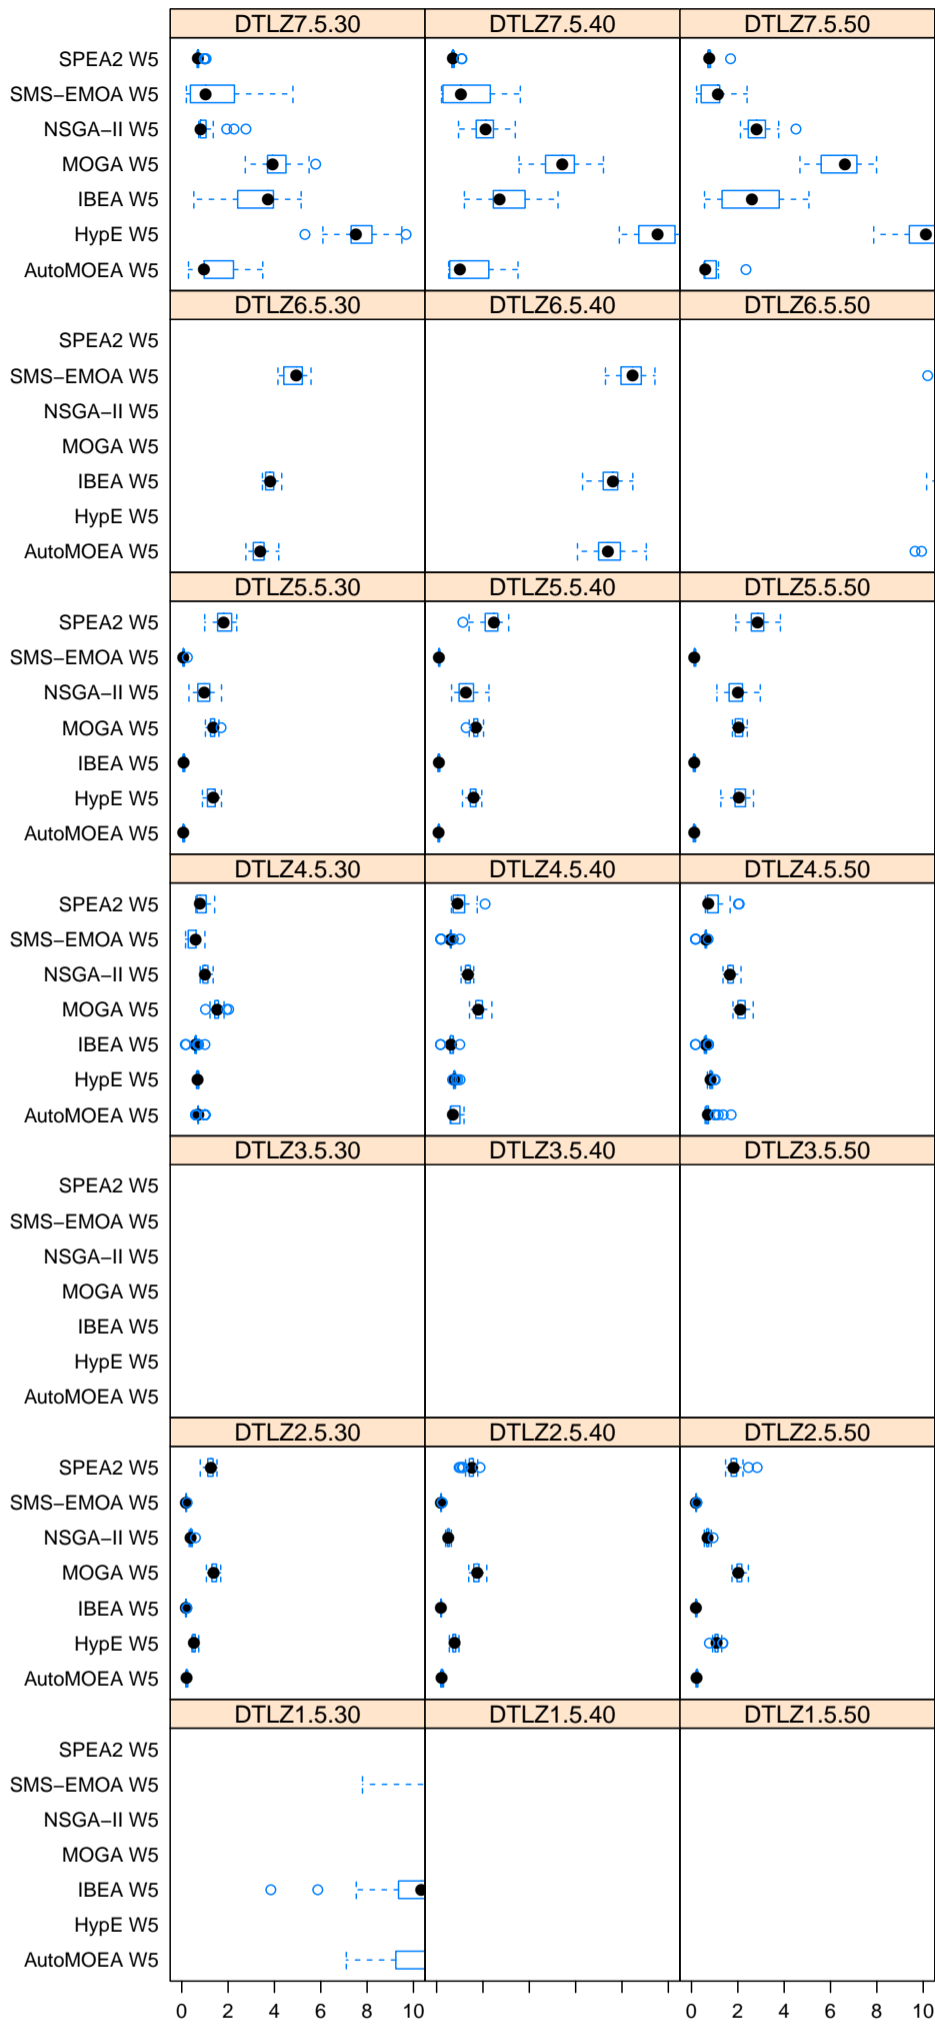 DTLZ7.5.30 DTLZ7.5.40 DTLZ7.5.50
SPEA2 W5
SMS−EMOA W5
NSGA−II W5
MOGA W5
IBEA W5
HypE W5
AutoMOEA W5
DTLZ6.5.30 DTLZ6.5.40 DTLZ6.5.50
SPEA2 W5
SMS−EMOA W5
NSGA−II W5
MOGA W5
IBEA W5
HypE W5
AutoMOEA W5
DTLZ5.5.30 DTLZ5.5.40 DTLZ5.5.50
SPEA2 W5
SMS−EMOA W5
NSGA−II W5
MOGA W5
IBEA W5
HypE W5
AutoMOEA W5
DTLZ4.5.30 DTLZ4.5.40 DTLZ4.5.50
SPEA2 W5
SMS−EMOA W5
NSGA−II W5
MOGA W5
IBEA W5
HypE W5
AutoMOEA W5
DTLZ3.5.30 DTLZ3.5.40 DTLZ3.5.50
SPEA2 W5
SMS−EMOA W5
NSGA−II W5
MOGA W5
IBEA W5
HypE W5
AutoMOEA W5
DTLZ2.5.30 DTLZ2.5.40 DTLZ2.5.50
SPEA2 W5
SMS−EMOA W5
NSGA−II W5
MOGA W5
IBEA W5
HypE W5
AutoMOEA W5
DTLZ1.5.30 DTLZ1.5.40 DTLZ1.5.50
SPEA2 W5
SMS−EMOA W5
NSGA−II W5
MOGA W5
IBEA W5
HypE W5
AutoMOEA W5
0 2 4 6 8 10 0 2 4 6 8 10